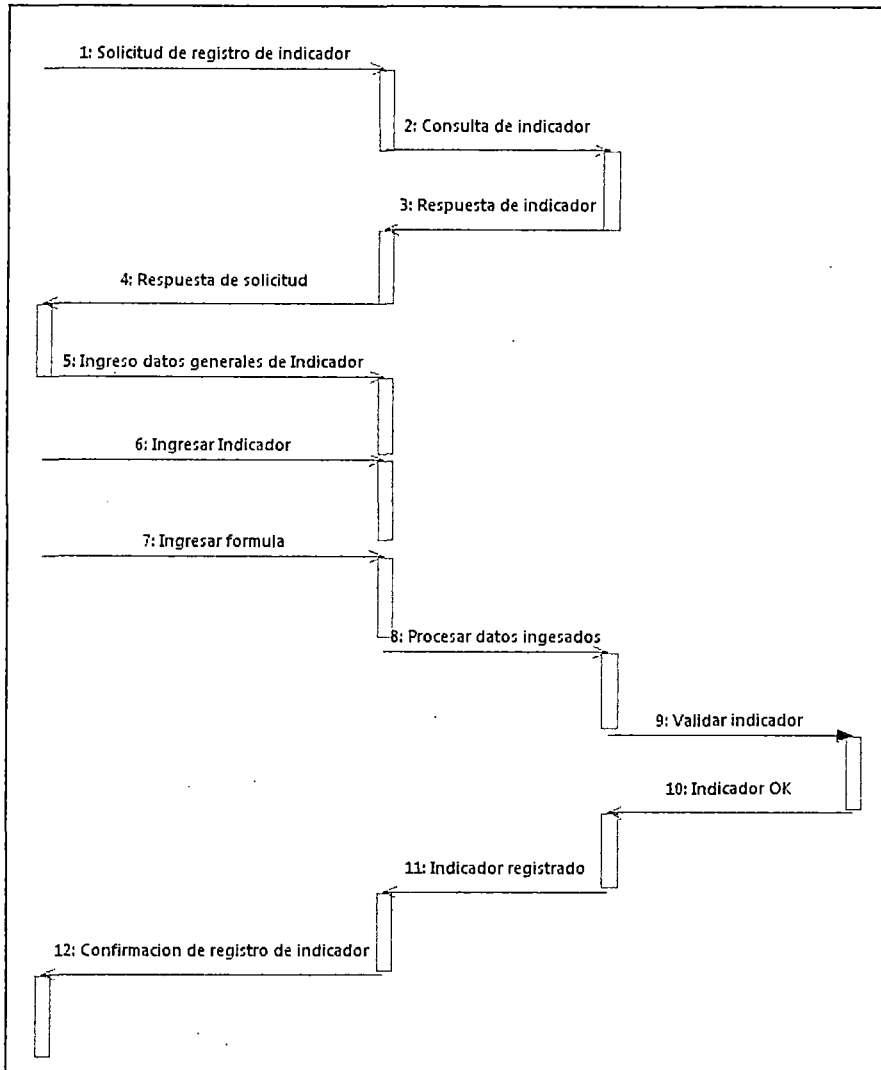 1: Solicitud de registro de indicador
2: Consulta de indicador
3: Respuesta de indicador
4: Respuesta de solicitud
5: Ingreso datos generales de Indicador
6: Ingresar Indicador
7: Ingresar formula
8: Procesar datos ingesados
9: Validar indicador
10: Indicador OK
11: Indicador registrado
12: Confirmacion de registro de indicador